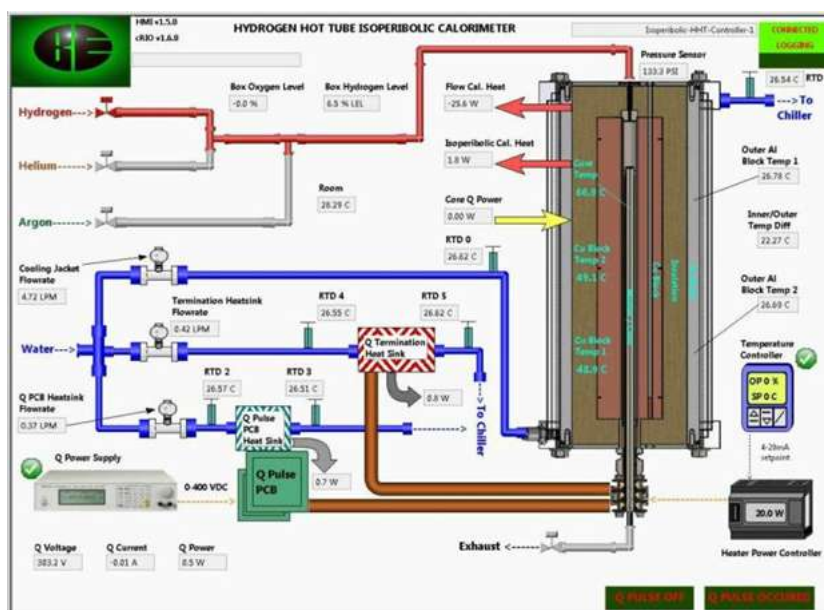 BE
HMI v1.5.0
cRIO v1.6.0
HYDROGEN HOT TUBE ISOPERIBOLIC CALORIMETER
Isoperibolic-HHT-Controller-1
CONNECTED
LOGGING
Pressure Sensor
133.3 PSI
26.54 C RTD
Box Oxygen Level
-0.0 %
Box Hydrogen Level
6.5 % LEL
Flow Cal. Heat
-25.6 W
To
Chiller
Hydrogen
Helium
Argon
Isoperibolic Cal. Heat
1.8 W
Core
Temp
Outer Al
Block Temp 1
26.78 C
Room
28.29 C
Core Q Power
0.00 W
Inner/Outer
Temp Diff
22.27 C
RTD 0
26.62 C
Cu Block
Temp 2
49.1 C
Cu Block
Insulation
Cooling Jacket
Flowrate
4.72 LPM
Outer Al
Block Temp 2
26.69 C
Termination Heatsink
Flowrate
0.42 LPM
RTD 4
26.55 C
RTD 5
26.62 C
Cu Block
Temp 1
48.9 C
Water
Q Termination
Heat Sink
0.8 W
Temperature
Controller
OP 0 %
SP 0 C
Q PCB Heatsink
Flowrate
0.37 LPM
RTD 2
26.57 C
RTD 3
26.51 C
To Chiller
Q Pulse
PCB
Heat Sink
0.7 W
4-20mA
setpoint
Q Power Supply
0-400 VDC
Q Pulse
PCB
20.0 W
Heater Power Controller
Exhaust
Q Voltage
303.2 V
Q Current
-0.01 A
Q Power
0.5 W
Q PULSE OFF
Q PULSE OCCURED